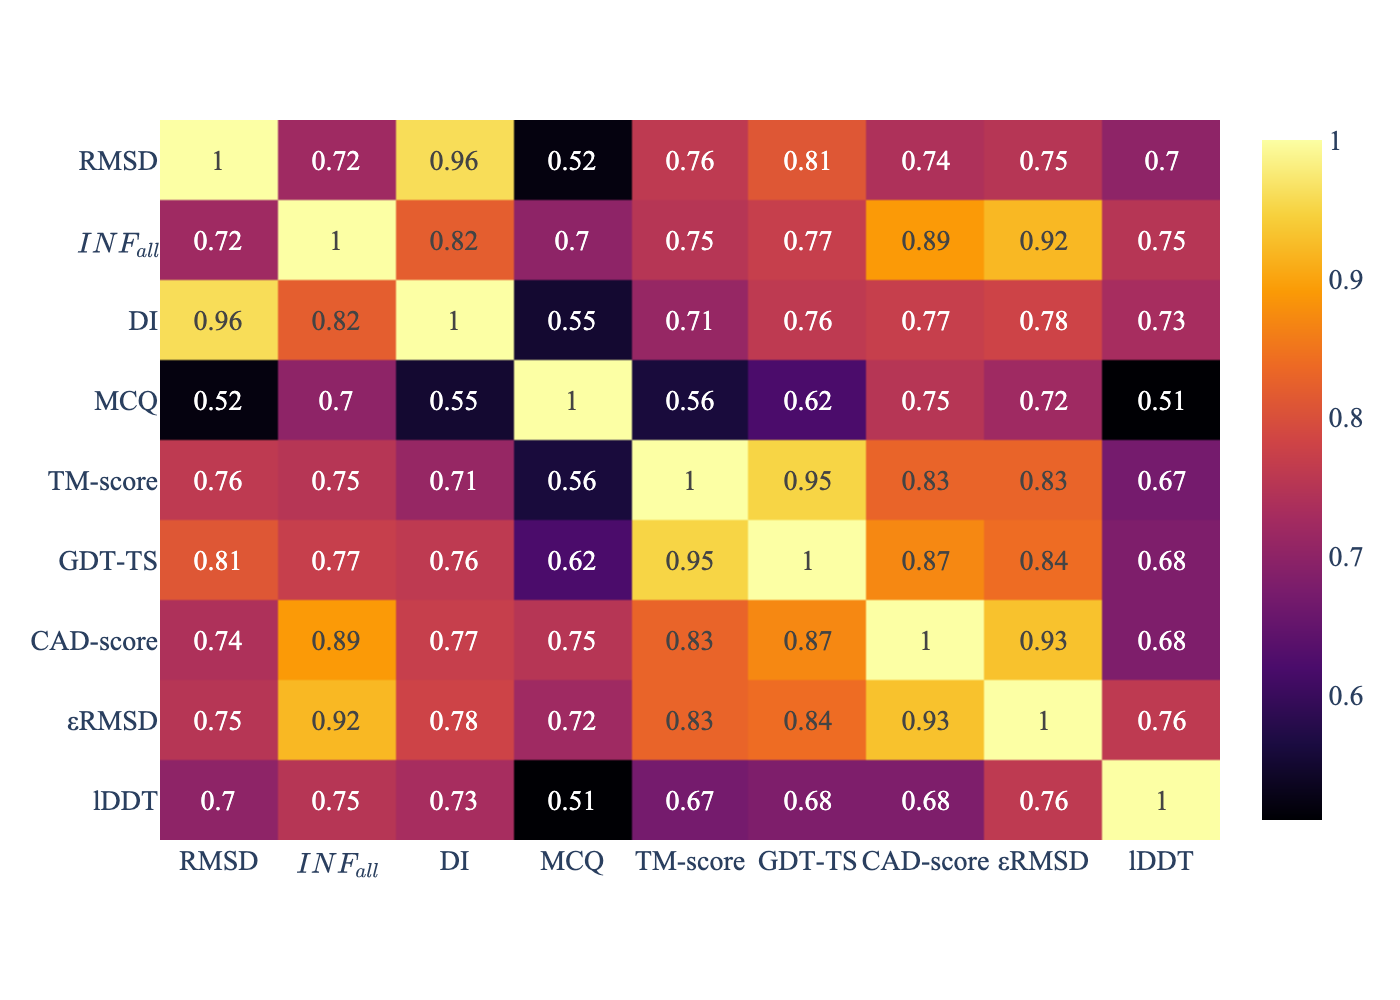 RMSD 1 0.72 0.96 0.52 0.76 0.81 0.74 0.75 0.7
INFall 0.72 1 0.82 0.7 0.75 0.77 0.89 0.92 0.75
DI 0.96 0.82 1 0.55 0.71 0.76 0.77 0.78 0.73
MCQ 0.52 0.7 0.55 1 0.56 0.62 0.75 0.72 0.51
TM-score 0.76 0.75 0.71 0.56 1 0.95 0.83 0.83 0.67
GDT-TS 0.81 0.77 0.76 0.62 0.95 1 0.87 0.84 0.68
CAD-score 0.74 0.89 0.77 0.75 0.83 0.87 1 0.93 0.68
εRMSD 0.75 0.92 0.78 0.72 0.83 0.84 0.93 1 0.76
lDDT 0.7 0.75 0.73 0.51 0.67 0.68 0.68 0.76 1
RMSD INFall DI MCQ TM-score GDT-TS CAD-score εRMSD lDDT
1
0.9
0.8
0.7
0.6